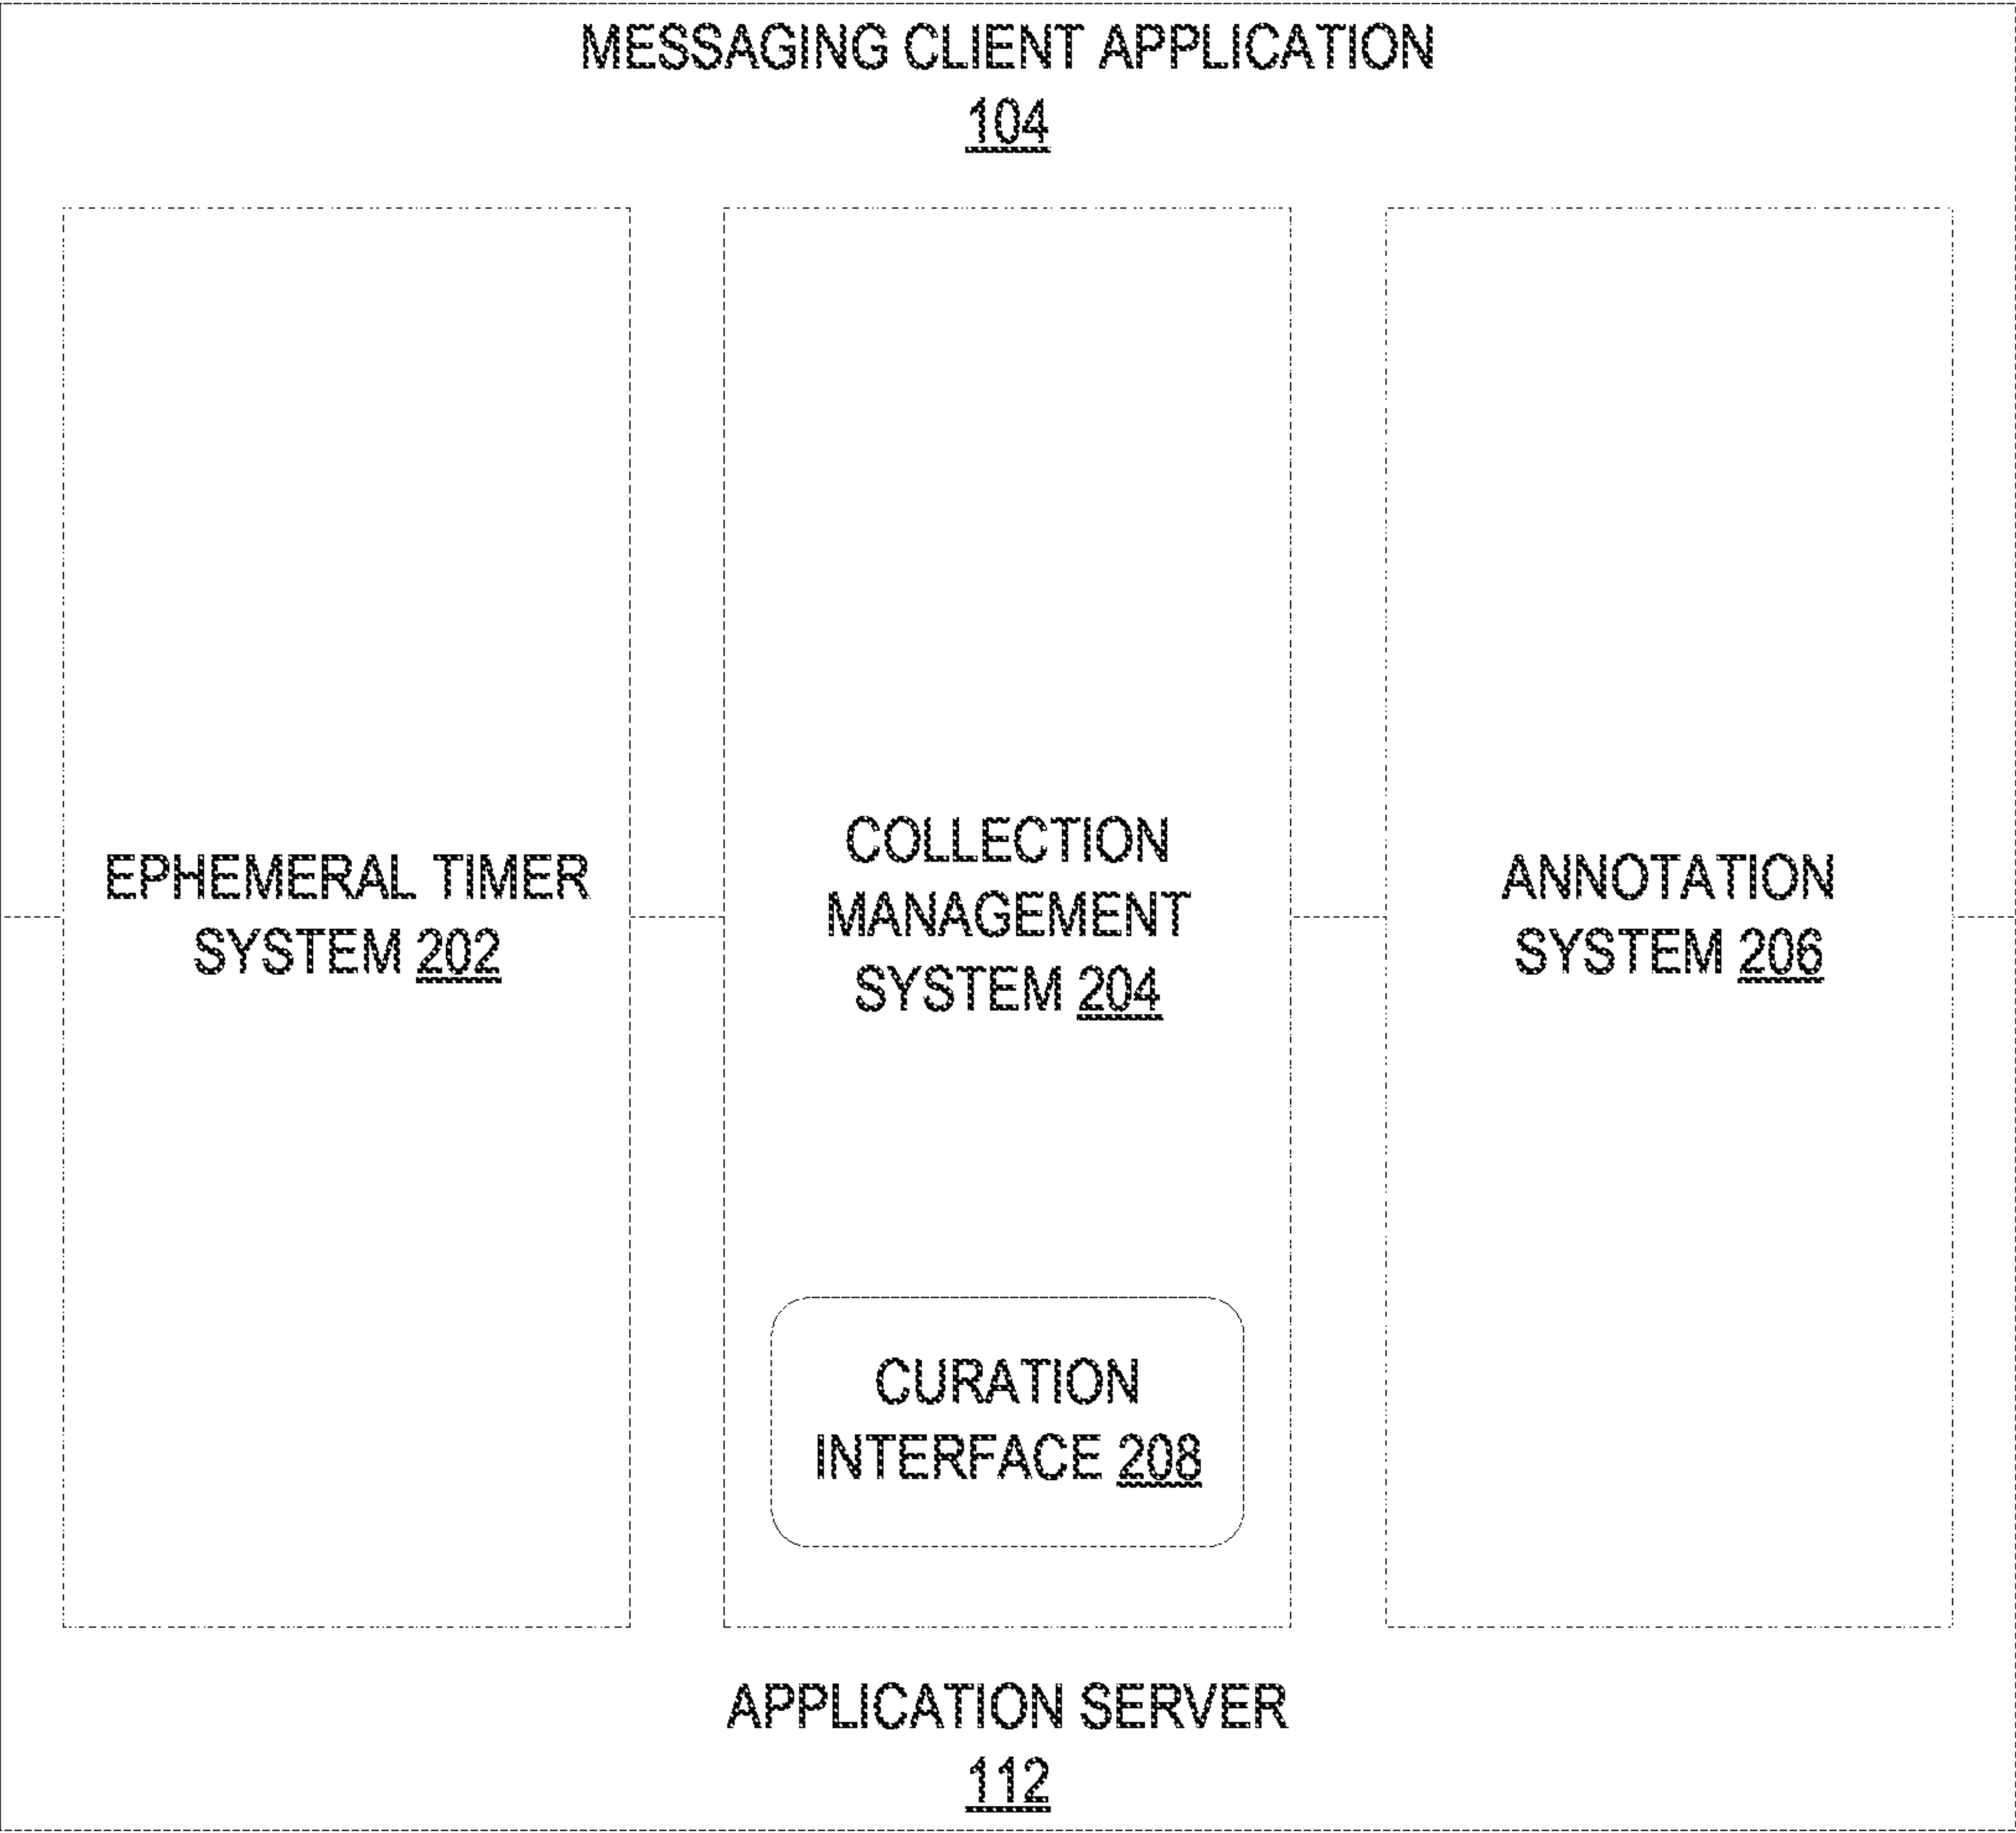 MESSAGING CLIENT APPLICATION
104
EPHEMERAL TIMER
SYSTEM 202
COLLECTION
MANAGEMENT
SYSTEM 204
CURATION
INTERFACE 208
ANNOTATION
SYSTEM 206
APPLICATION SERVER
112